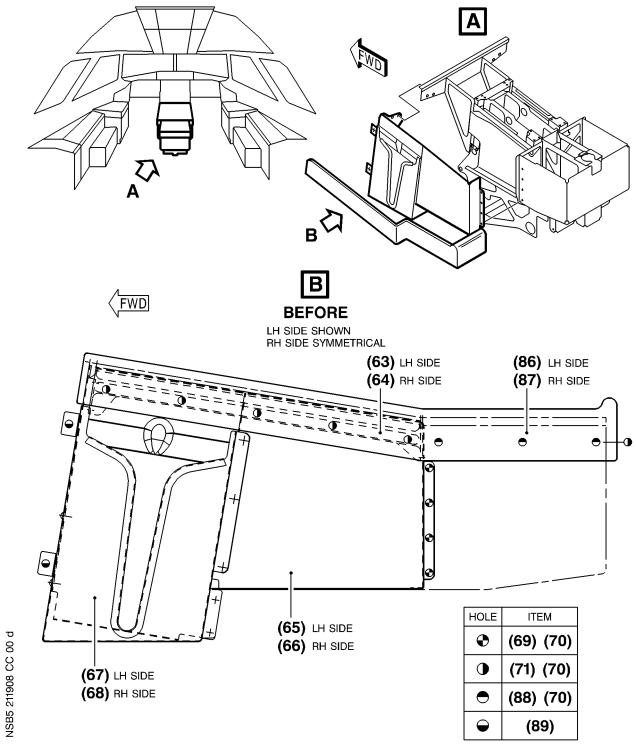 A
A
FWD
B
B
FWD
BEFORE
LH SIDE SHOWN
RH SIDE SYMMETRICAL
(63) LH SIDE
(64) RH SIDE
(86) LH SIDE
(87) RH SIDE
(65) LH SIDE
(66) RH SIDE
(67) LH SIDE
(68) RH SIDE
HOLE ITEM
(69) (70)
(71) (70)
(88) (70)
(89)
NSB5 211908 CC 00 d